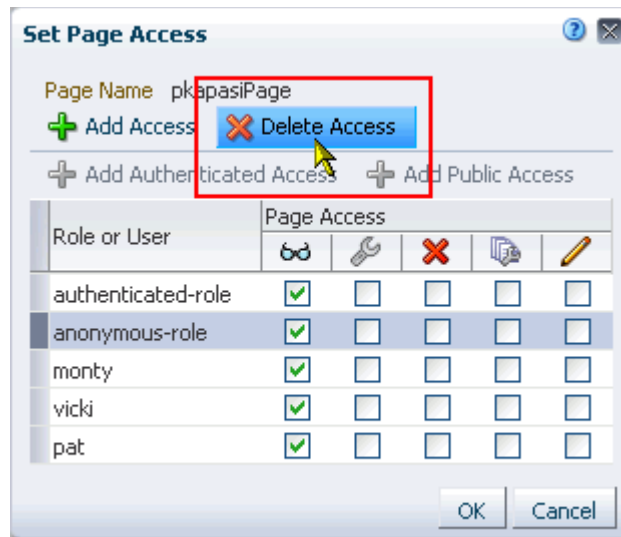 Set Page Access
Page Name pkapasiPage
Add Access Delete Access
Add Authenticated Access Add Public Access
Role or User Page Access
authenticated-role
anonymous-role
monty
vicki
pat
OK Cancel